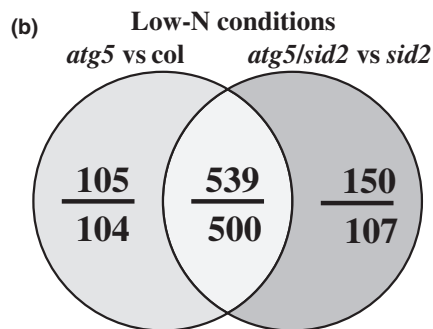 (b)
Low-N conditions
atg5 vs col atg5/sid2 vs sid2
105 539 150
104 500 107